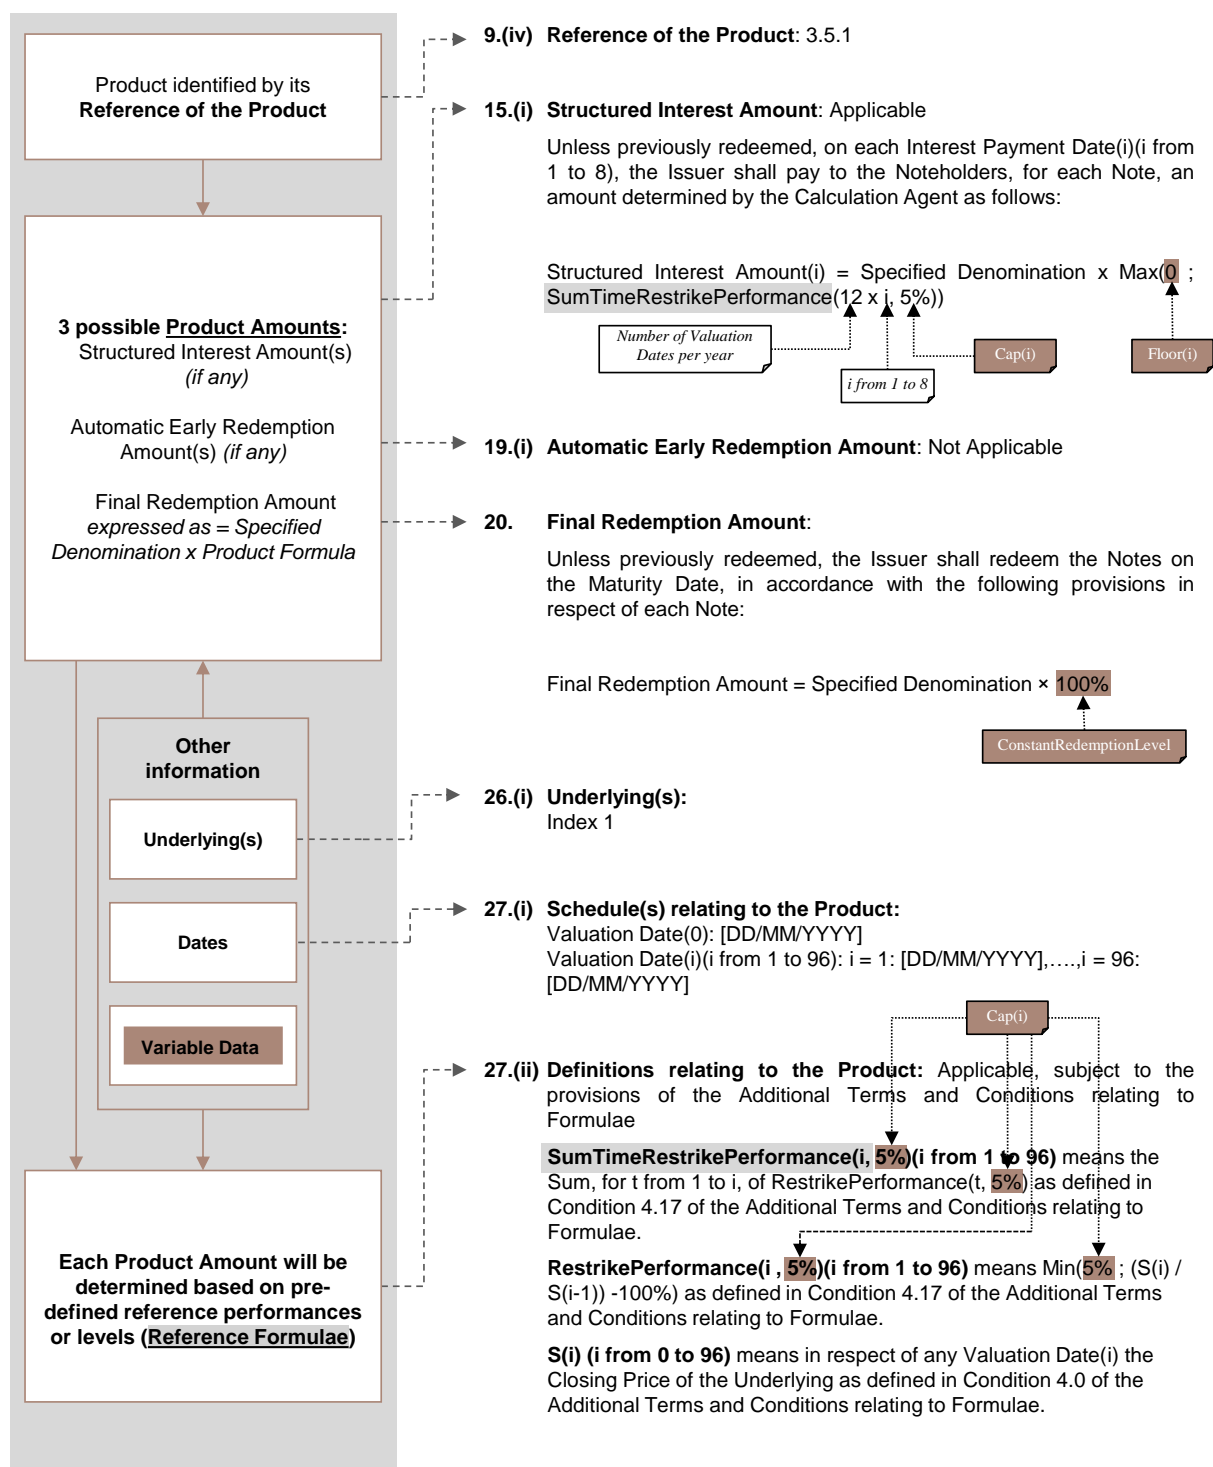 Product identified by its
Reference of the Product
3 possible Product Amounts:
Structured Interest Amount(s)
(if any)
Automatic Early Redemption
Amount(s) (if any)
Final Redemption Amount
expressed as = Specified
Denomination x Product Formula
Other
information
Underlying(s)
Dates
Variable Data
Each Product Amount will be
determined based on pre-
defined reference performances
or levels (Reference Formulae)
9.(iv) Reference of the Product: 3.5.1
15.(i) Structured Interest Amount: Applicable
Unless previously redeemed, on each Interest Payment Date(i)(i from
1 to 8), the Issuer shall pay to the Noteholders, for each Note, an
amount determined by the Calculation Agent as follows:
Structured Interest Amount(i) = Specified Denomination x Max(0 ;
SumTimeRestrikePerformance(12 x i, 5%))
Number of Valuation
Dates per year
i from 1 to 8
Cap(i)
Floor(i)
19.(i) Automatic Early Redemption Amount: Not Applicable
20. Final Redemption Amount:
Unless previously redeemed, the Issuer shall redeem the Notes on
the Maturity Date, in accordance with the following provisions in
respect of each Note:
Final Redemption Amount = Specified Denomination × 100%
ConstantRedemptionLevel
26.(i) Underlying(s):
Index 1
27.(i) Schedule(s) relating to the Product:
Valuation Date(0): [DD/MM/YYYY]
Valuation Date(i)(i from 1 to 96): i = 1: [DD/MM/YYYY],….,i = 96:
[DD/MM/YYYY]
Cap(i)
27.(ii) Definitions relating to the Product: Applicable, subject to the
provisions of the Additional Terms and Conditions relating to
Formulae
SumTimeRestrikePerformance(i, 5%)(i from 1 to 96) means the
Sum, for t from 1 to i, of RestrikePerformance(t, 5%) as defined in
Condition 4.17 of the Additional Terms and Conditions relating to
Formulae.
RestrikePerformance(i , 5%)(i from 1 to 96) means Min(5% ; (S(i) /
S(i-1)) -100%) as defined in Condition 4.17 of the Additional Terms
and Conditions relating to Formulae.
S(i) (i from 0 to 96) means in respect of any Valuation Date(i) the
Closing Price of the Underlying as defined in Condition 4.0 of the
Additional Terms and Conditions relating to Formulae.